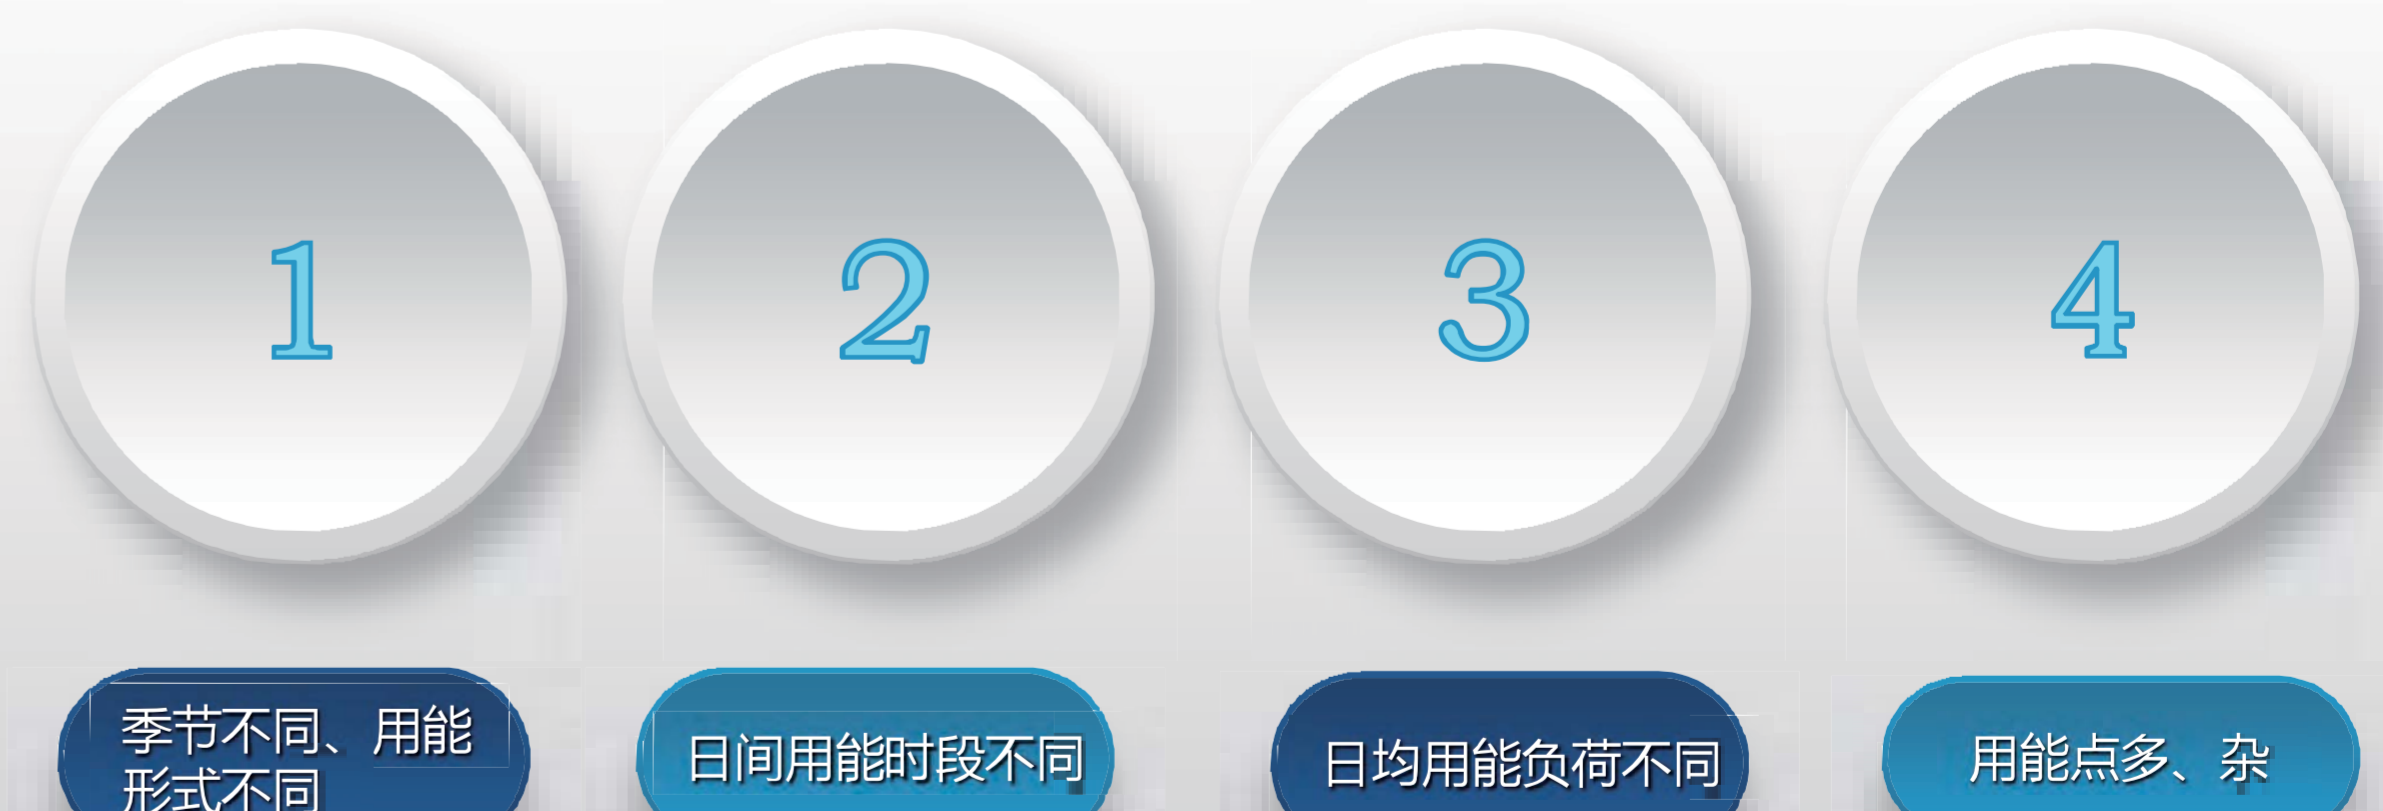 1
2
3
4
季节不同、用能
形式不同
日间用能时段不同
日均用能负荷不同
用能点多、杂